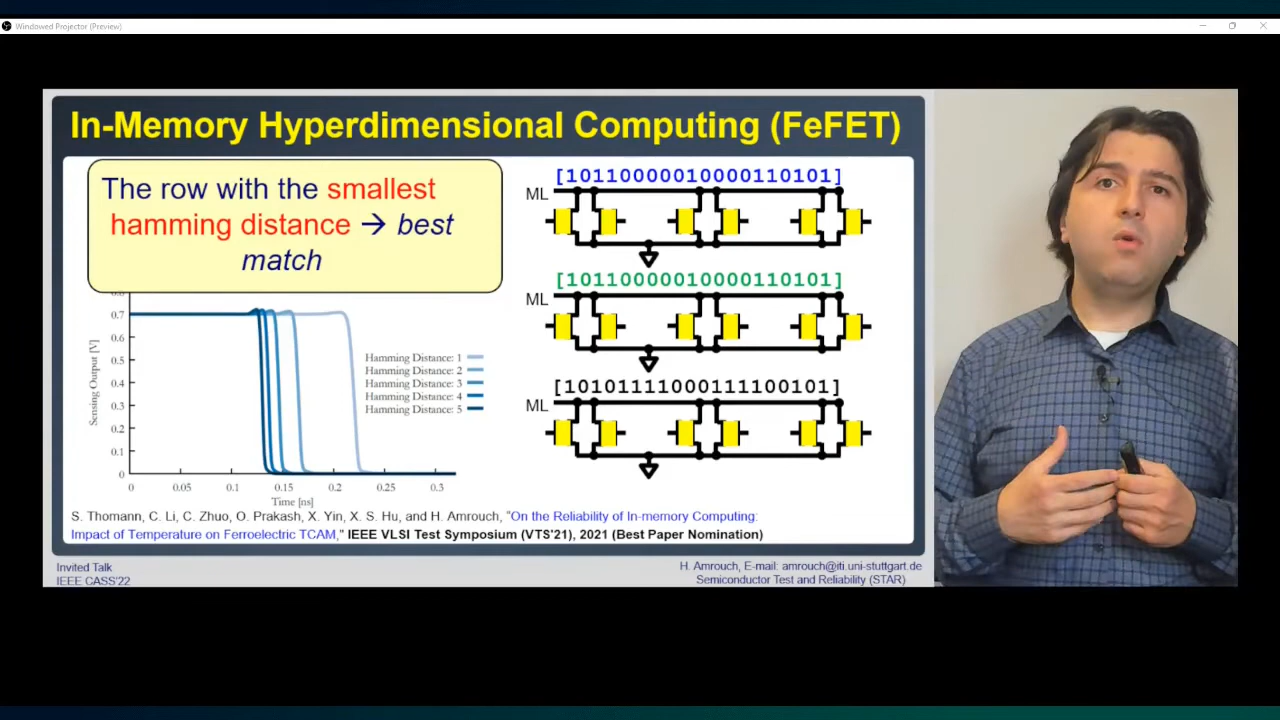 Windowed Projector (Preview)
In-Memory Hyperdimensional Computing (FeFET)
The row with the smallest
hamming distance → best
match
[10110000010000110101]
ML
[10110000010000110101]
ML
[10101111000111100101]
ML
0.8
0.7
0.6
0.5
0.4
0.3
0.2
0.1
0
Sensing Output [V]
Hamming Distance: 1
Hamming Distance: 2
Hamming Distance: 3
Hamming Distance: 4
Hamming Distance: 5
0 0.05 0.1 0.15 0.2 0.25 0.3
Time [ns]
S. Thomann, C. Li, C. Zhuo, O. Prakash, X. Yin, X. S. Hu, and H. Amrouch, "On the Reliability of In-memory Computing:
Impact of Temperature on Ferroelectric TCAM," IEEE VLSI Test Symposium (VTS'21), 2021 (Best Paper Nomination)
Invited Talk
IEEE CASS'22
H. Amrouch, E-mail: amrouch@iti.uni-stuttgart.de
Semiconductor Test and Reliability (STAR)